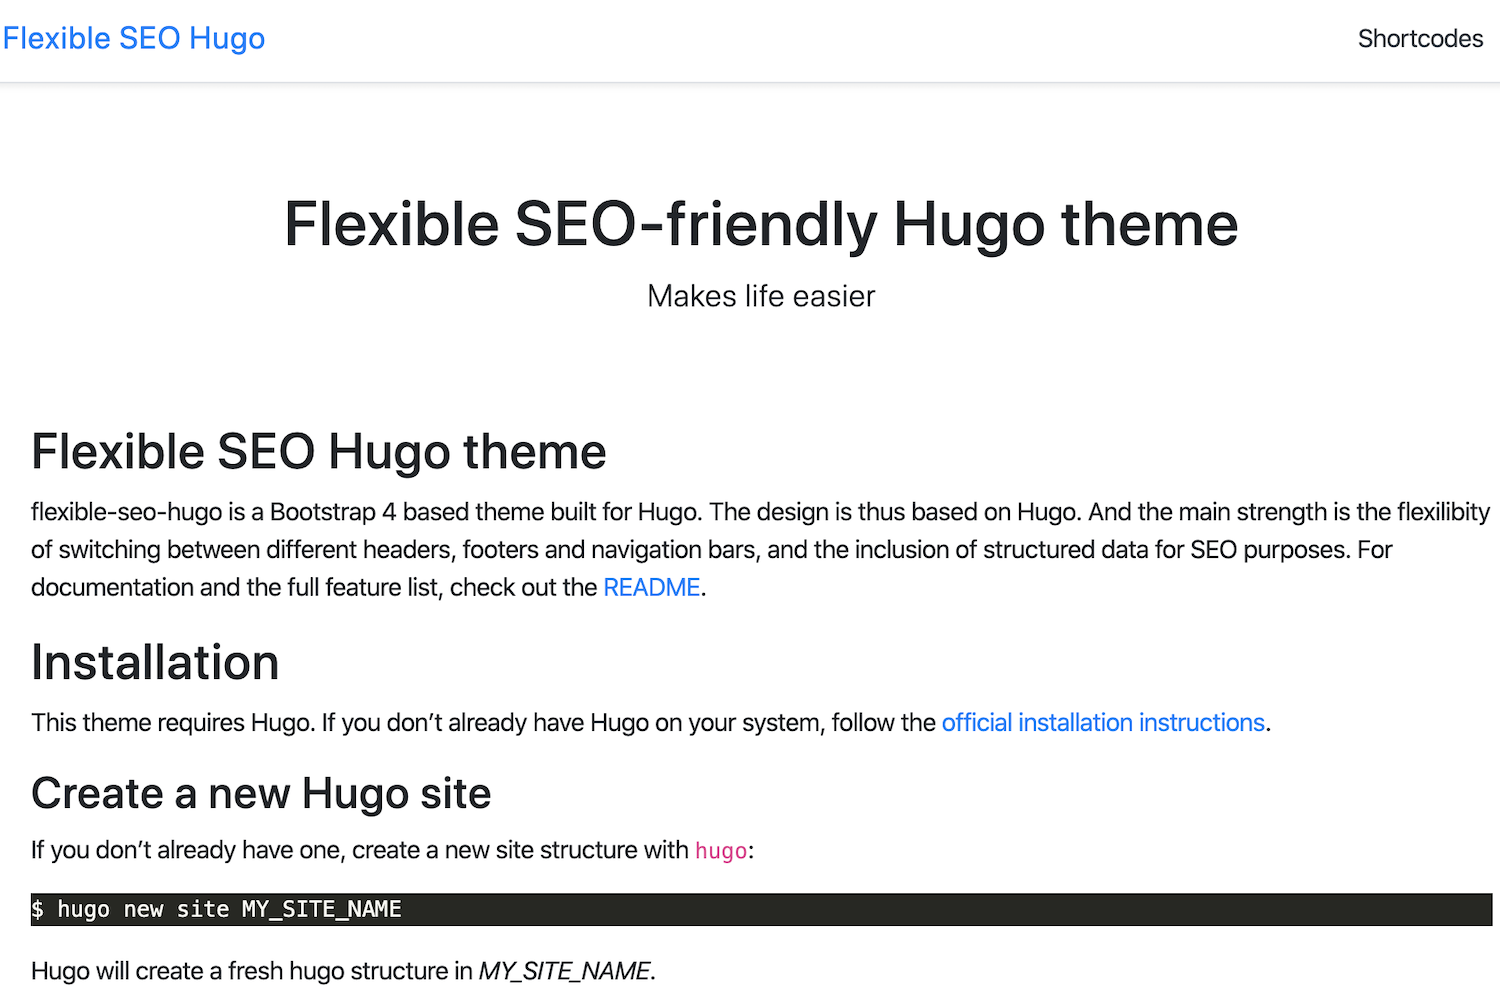 Flexible SEO Hugo
Shortcodes
Flexible SEO-friendly Hugo theme
Makes life easier
Flexible SEO Hugo theme
flexible-seo-hugo is a Bootstrap 4 based theme built for Hugo. The design is thus based on Hugo. And the main strength is the flexilibity
of switching between different headers, footers and navigation bars, and the inclusion of structured data for SEO purposes. For
documentation and the full feature list, check out the README.
Installation
This theme requires Hugo. If you don’t already have Hugo on your system, follow the official installation instructions.
Create a new Hugo site
If you don’t already have one, create a new site structure with hugo:
$ hugo new site MY_SITE_NAME
Hugo will create a fresh hugo structure in MY_SITE_NAME.